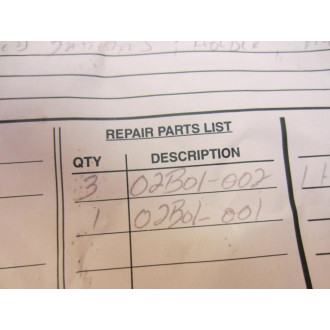 REPAIR PARTS LIST
QTY DESCRIPTION
3 02B01-002
1 02B01-001